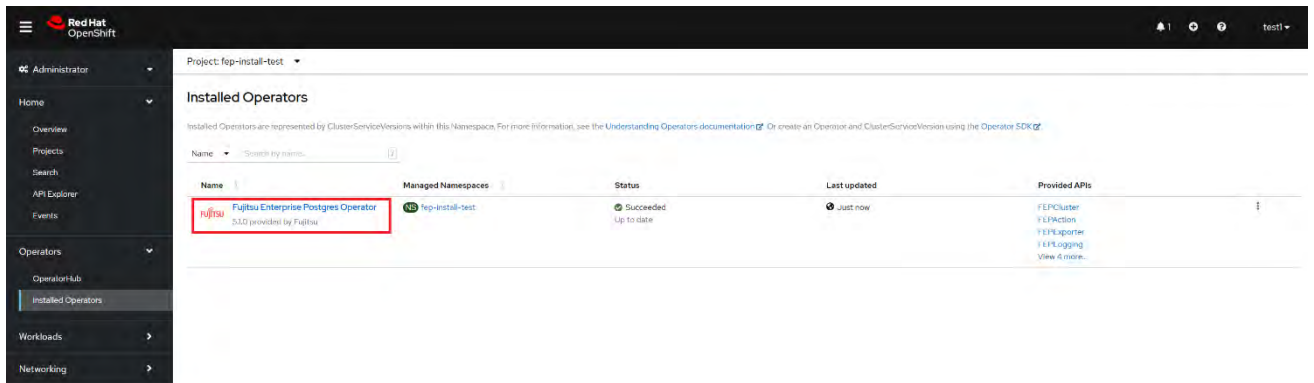 Red Hat
OpenShift
1
test1
Administrator
Project: fep-install-test
Home
Overview
Projects
Search
API Explorer
Events
Operators
OperatorHub
Installed Operators
Workloads
Networking
Installed Operators
Installed Operators are represented by ClusterServiceVersions within this Namespace. For more information, see the Understanding Operators documentation Or create an Operator and ClusterServiceVersion using the Operator SDK
Name Search by name...
Name Managed Namespaces Status Last updated Provided APIs
FUJITSU Fujitsu Enterprise Postgres Operator NS fep-install-test Succeeded Just now FEPCluster
5.1.0 provided by Fujitsu Up to date FEPAction
FEPExporter
FEPLogging
View 4 more...